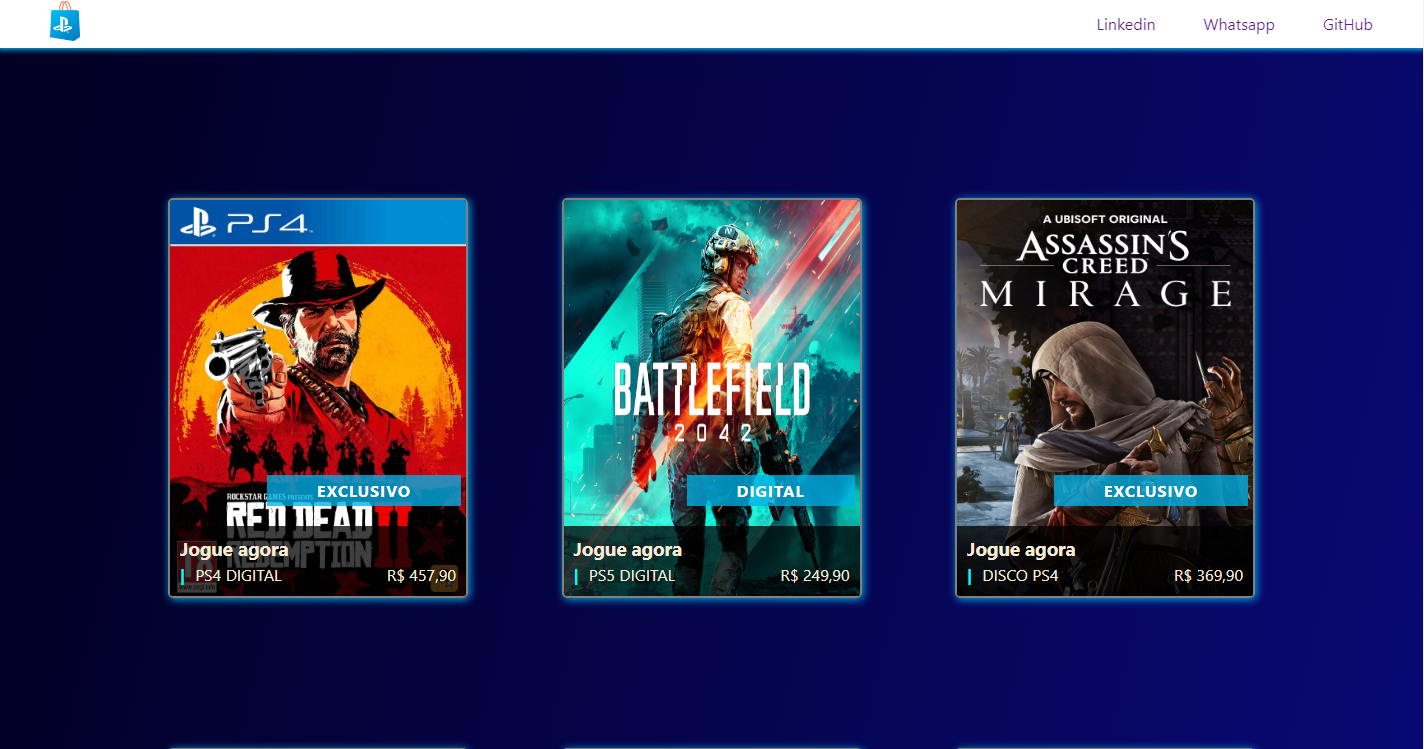 Linkedin Whatsapp GitHub
PS4
ROCKSTAR GAMES PRESENTS
RED DEAD
REDEMPTION II
EXCLUSIVO
Jogue agora
PS4 DIGITAL R$ 457,90
BATTLEFIELD
2042
DIGITAL
Jogue agora
PS5 DIGITAL R$ 249,90
A UBISOFT ORIGINAL
ASSASSIN'S
CREED
MIRAGE
EXCLUSIVO
Jogue agora
DISCO PS4 R$ 369,90